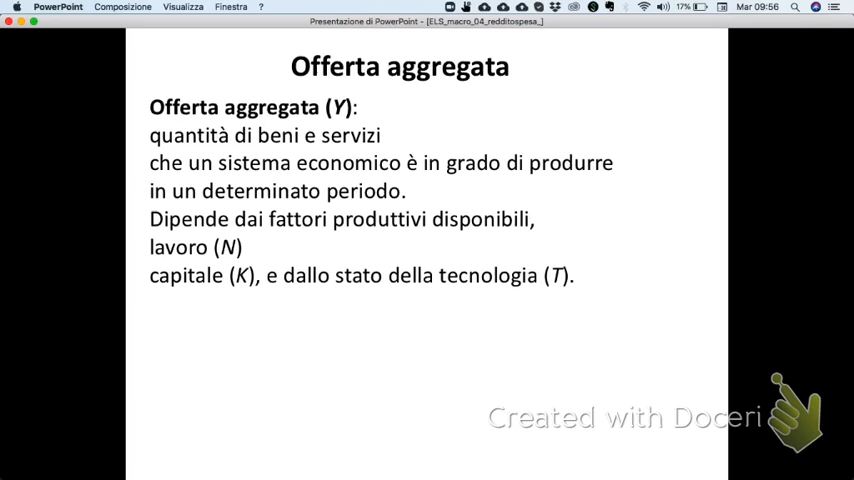 PowerPoint Composizione Visualizza Finestra ? 17% Mar 09:56
Presentazione di PowerPoint - [ELS_macro_04_redditospesa_]
Offerta aggregata
Offerta aggregata (Y):
quantità di beni e servizi
che un sistema economico è in grado di produrre
in un determinato periodo.
Dipende dai fattori produttivi disponibili,
lavoro (N)
capitale (K), e dallo stato della tecnologia (T).
Created with Doceri